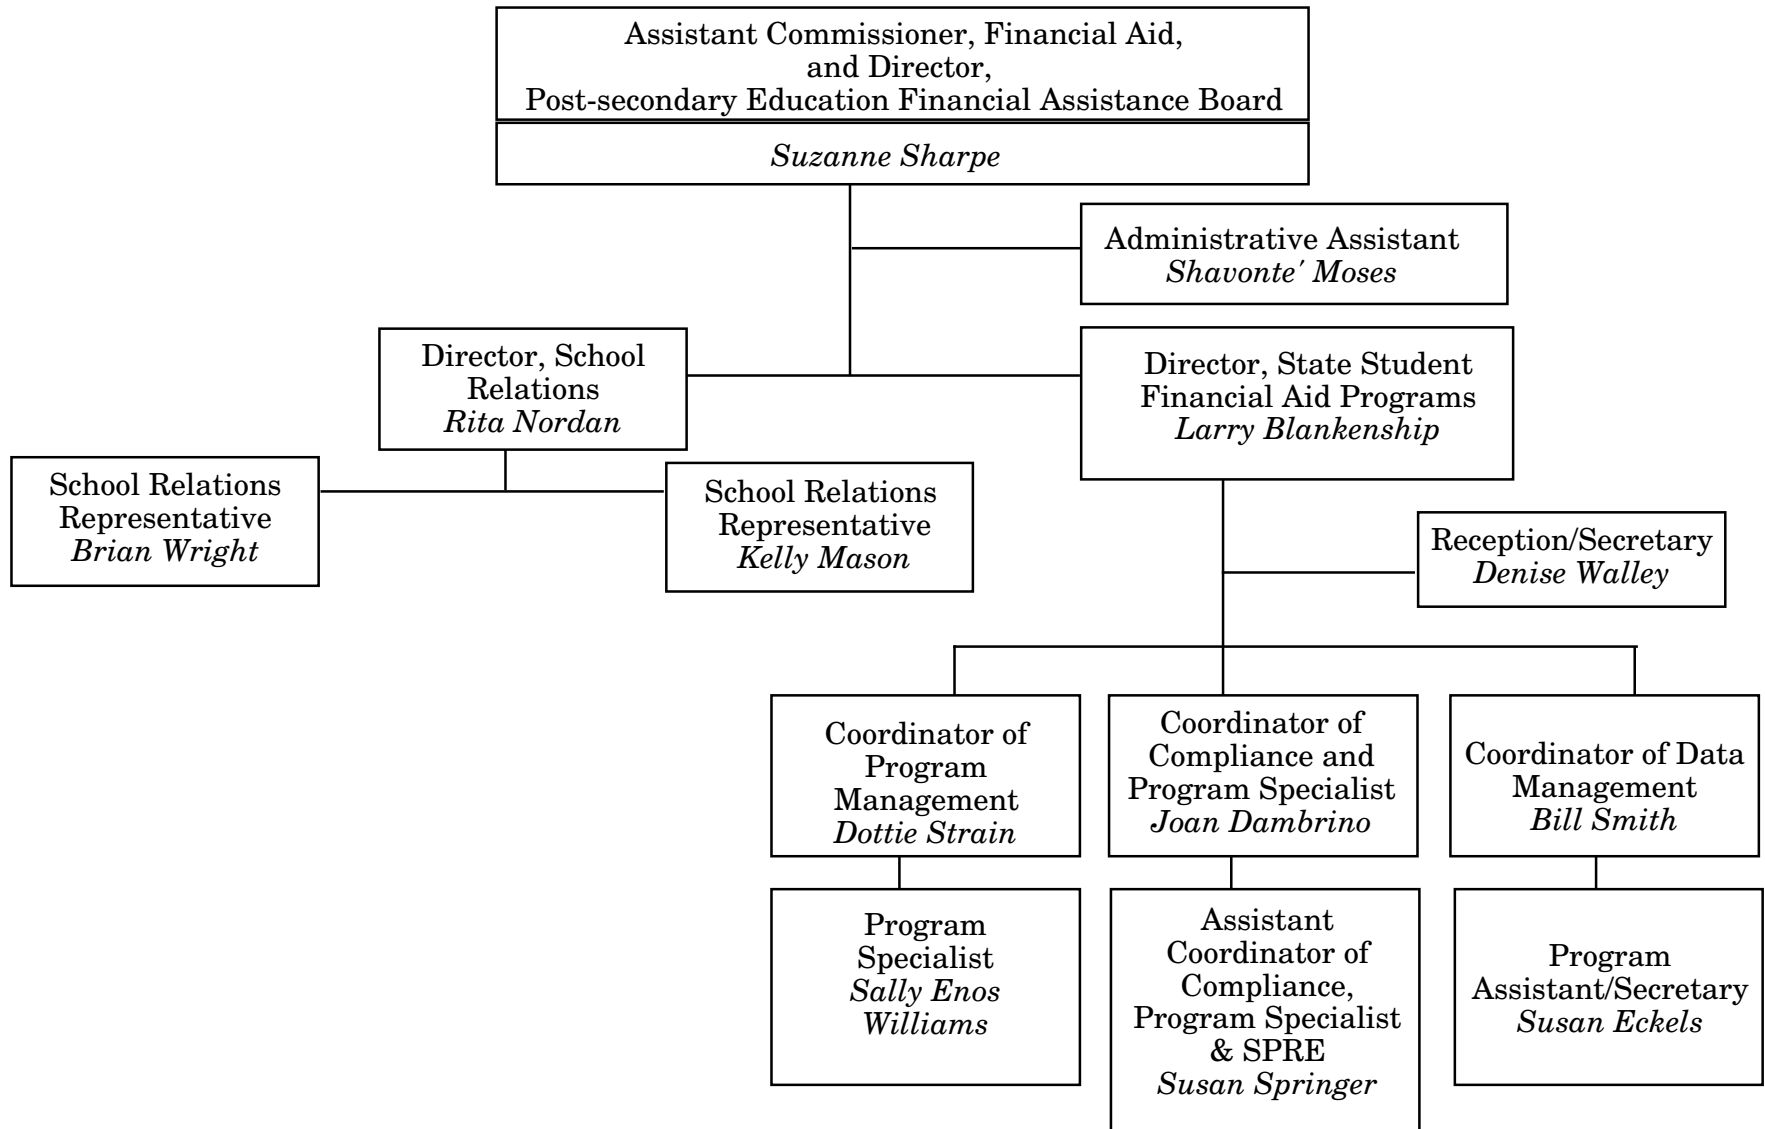 Assistant Commissioner, Financial Aid,
and Director,
Post-secondary Education Financial Assistance Board
Suzanne Sharpe
Administrative Assistant
Shavonte' Moses
Director, School
Relations
Rita Nordan
Director, State Student
Financial Aid Programs
Larry Blankenship
School Relations
Representative
Brian Wright
School Relations
Representative
Kelly Mason
Reception/Secretary
Denise Walley
Coordinator of
Program
Management
Dottie Strain
Coordinator of
Compliance and
Program Specialist
Joan Dambrino
Coordinator of Data
Management
Bill Smith
Program
Specialist
Sally Enos
Williams
Assistant
Coordinator of
Compliance,
Program Specialist
& SPRE
Susan Springer
Program
Assistant/Secretary
Susan Eckels